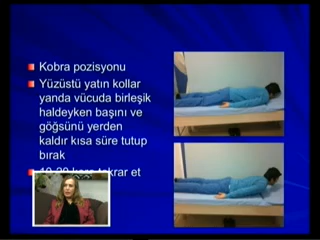 Kobra pozisyonu
Yüzüstü yatın kollar
yanda vücuda birleşik
haldeyken başını ve
göğsünü yerden
kaldır kısa süre tutup
bırak
tekrar et